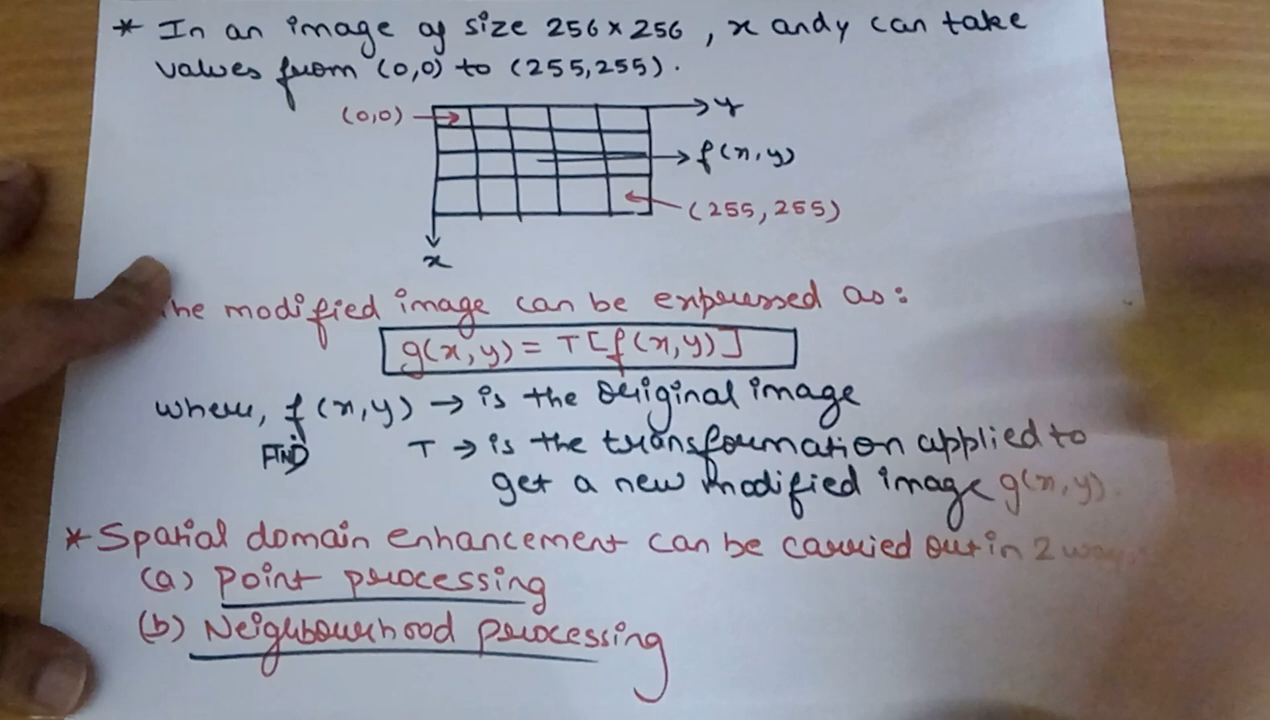 * In an image of size 256 x 256 , x and y can take
values from (0,0) to (255,255) .
(0,0) → → y
→ f(x,y)
(255,255)
x
The modified image can be expressed as :
g(x,y) = T [f(x,y)]
where, f(x,y) → is the original image
T → is the transformation applied to
get a new modified image g(x,y).
* Spatial domain enhancement can be carried out in 2 ways
(a) Point processing
(b) Neighbourhood processing